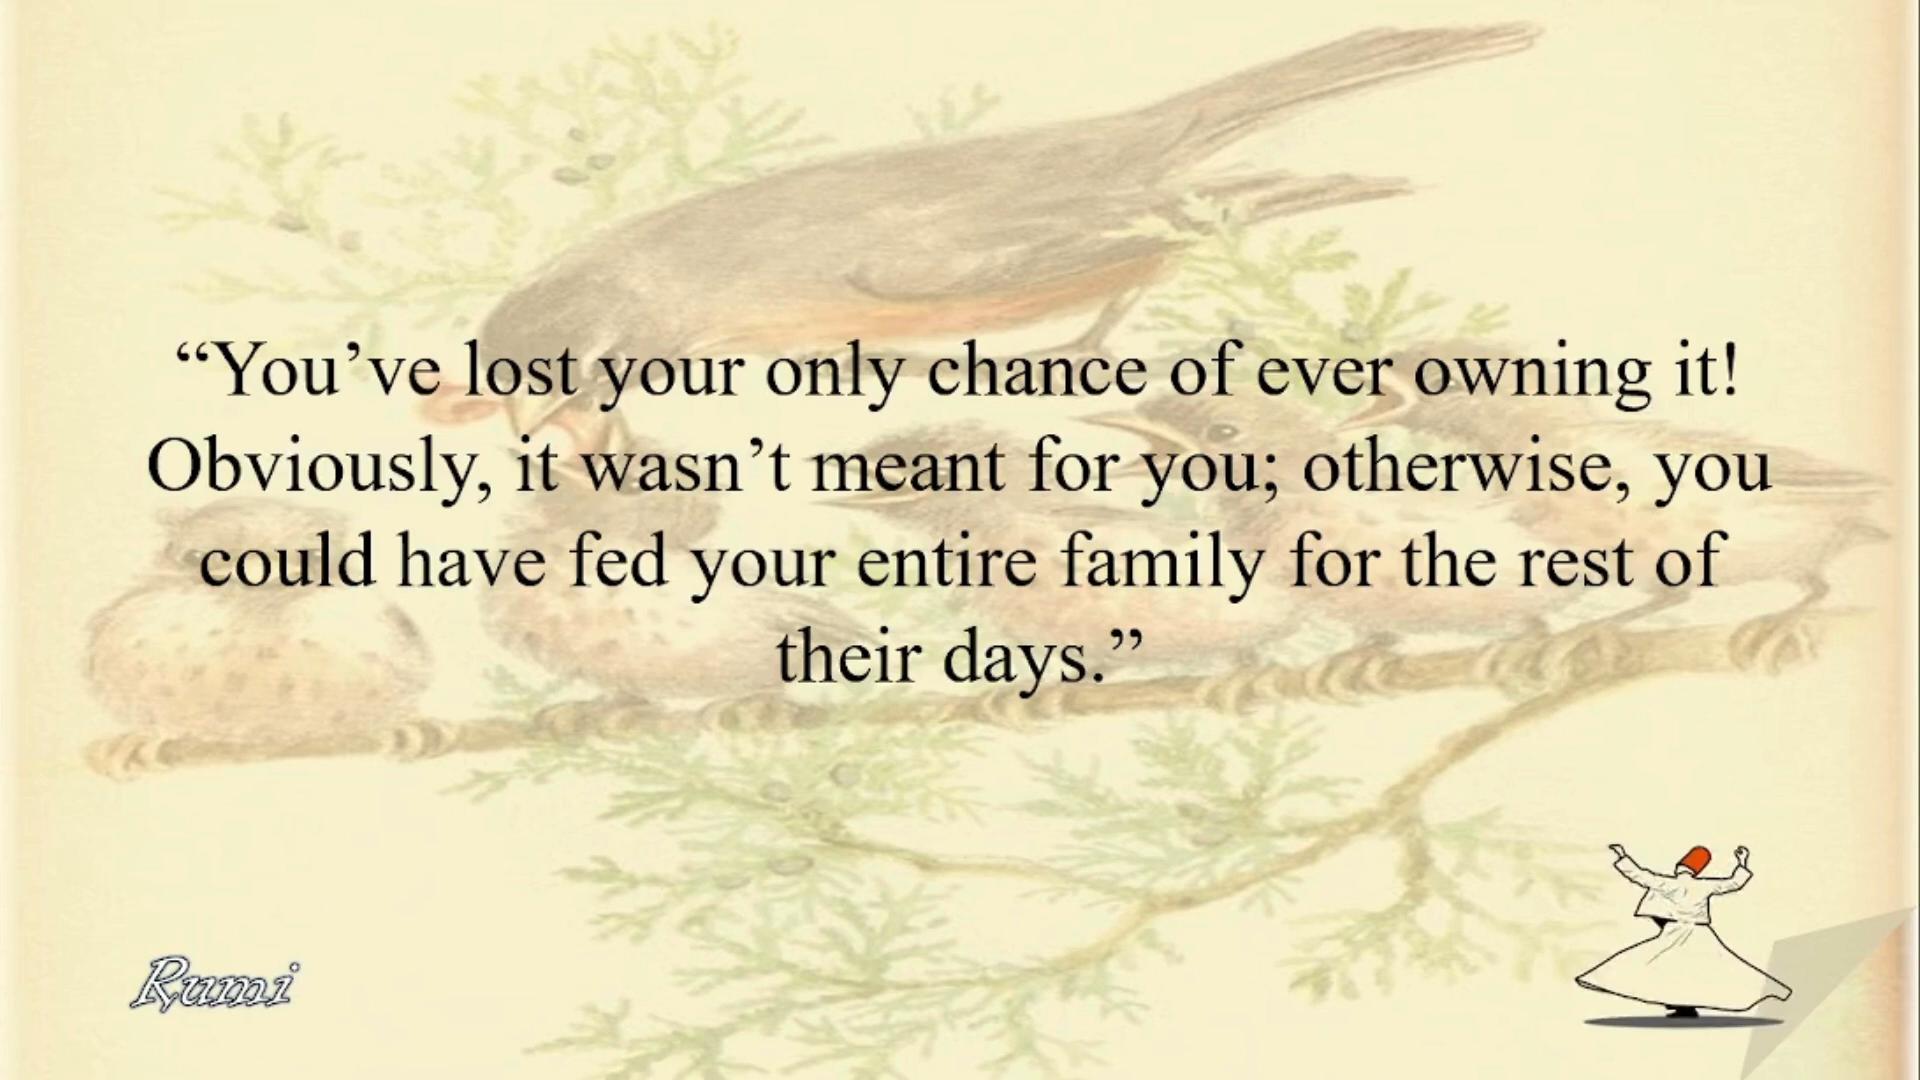 “You’ve lost your only chance of ever owning it!
Obviously, it wasn’t meant for you; otherwise, you
could have fed your entire family for the rest of
their days.”
Rumi